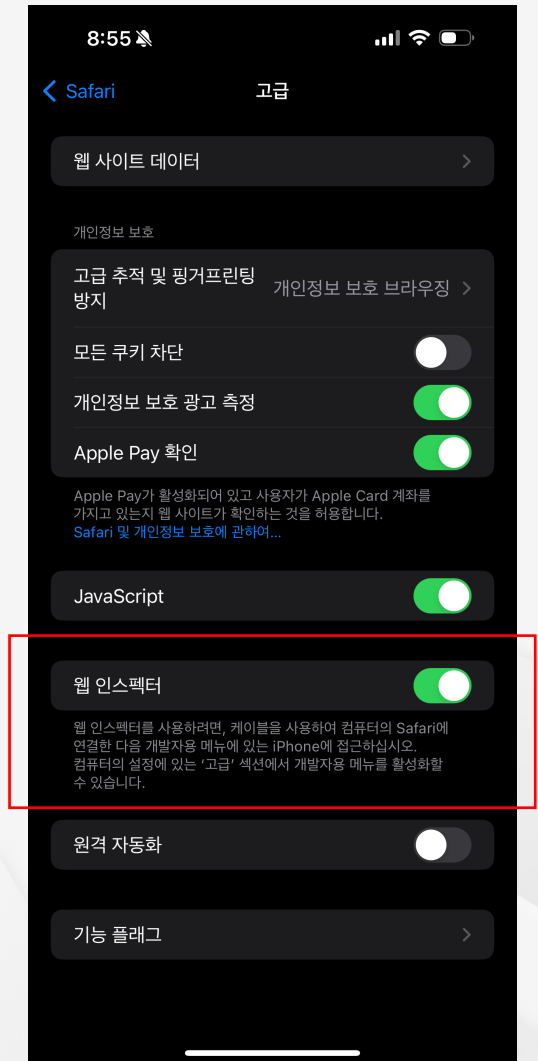 8:55
Safari
고급
웹 사이트 데이터
개인정보 보호
고급 추적 및 핑거프린팅
방지
개인정보 보호 브라우징
모든 쿠키 차단
개인정보 보호 광고 측정
Apple Pay 확인
Apple Pay가 활성화되어 있고 사용자가 Apple Card 계좌를
가지고 있는지 웹 사이트가 확인하는 것을 허용합니다.
Safari 및 개인정보 보호에 관하여...
JavaScript
웹 인스펙터
웹 인스펙터를 사용하려면, 케이블을 사용하여 컴퓨터의 Safari에
연결한 다음 개발자용 메뉴에 있는 iPhone에 접근하십시오.
컴퓨터의 설정에 있는 ‘고급’ 섹션에서 개발자용 메뉴를 활성화할
수 있습니다.
원격 자동화
기능 플래그